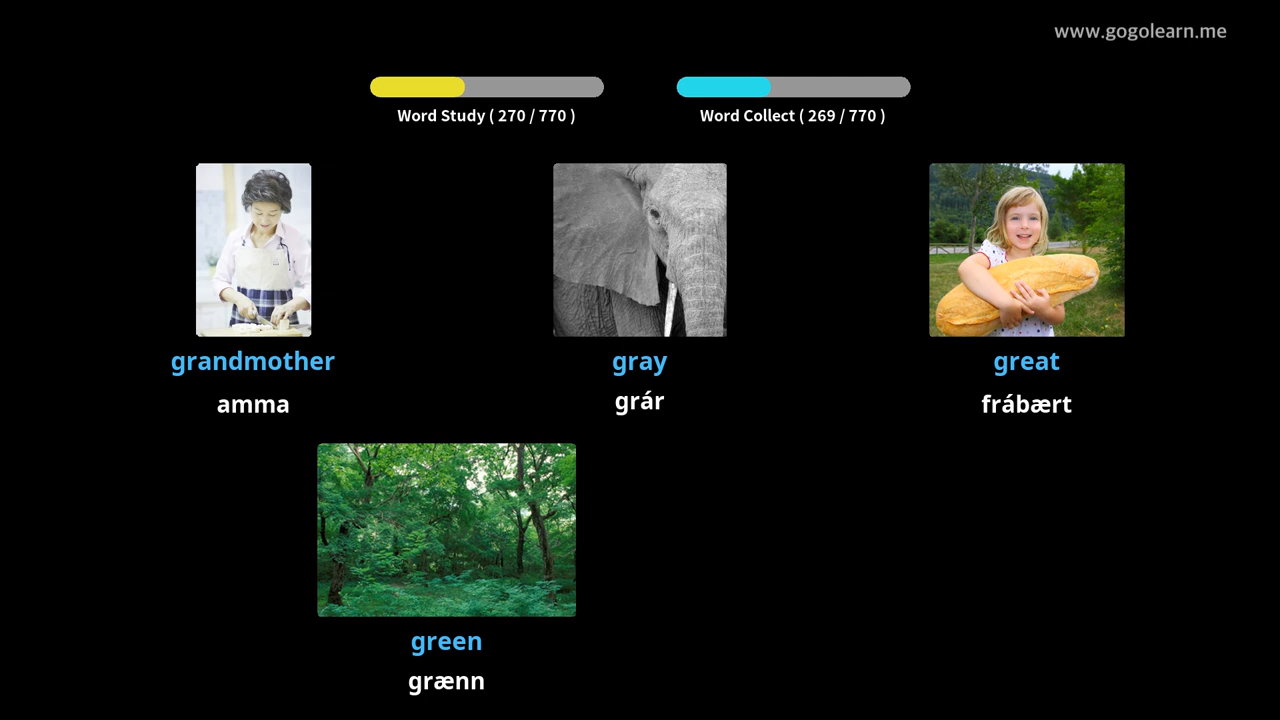 www.gogolearn.me
Word Study ( 270 / 770 )
Word Collect ( 269 / 770 )
grandmother
amma
gray
grár
great
frábært
green
grænn